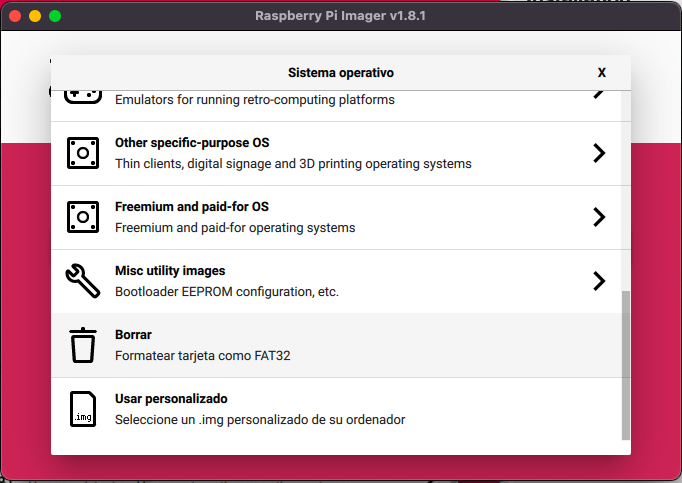 Raspberry Pi Imager v1.8.1
Sistema operativo
X
Emulators for running retro-computing platforms
Other specific-purpose OS
Thin clients, digital signage and 3D printing operating systems
Freemium and paid-for OS
Freemium and paid-for operating systems
Misc utility images
Bootloader EEPROM configuration, etc.
Borrar
Formatear tarjeta como FAT32
.img
Usar personalizado
Seleccione un .img personalizado de su ordenador